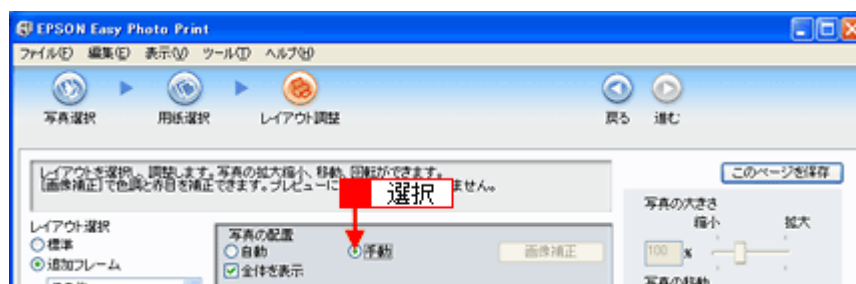 EPSON Easy Photo Print
ファイル(F) 編集(E) 表示(V) ツール(T) ヘルプ(H)
写真選択 用紙選択 レイアウト調整 戻る 進む
レイアウトを選択し、調整します。写真の拡大縮小、移動、回転ができます。
[画像補正]で色調と赤目を補正できます。プレビューに ません。
選択
このページを保存
レイアウト選択
標準
追加フレーム
写真の配置
自動 手動
全体を表示
画像補正
写真の大きさ
縮小 拡大
100 %
写真の移動